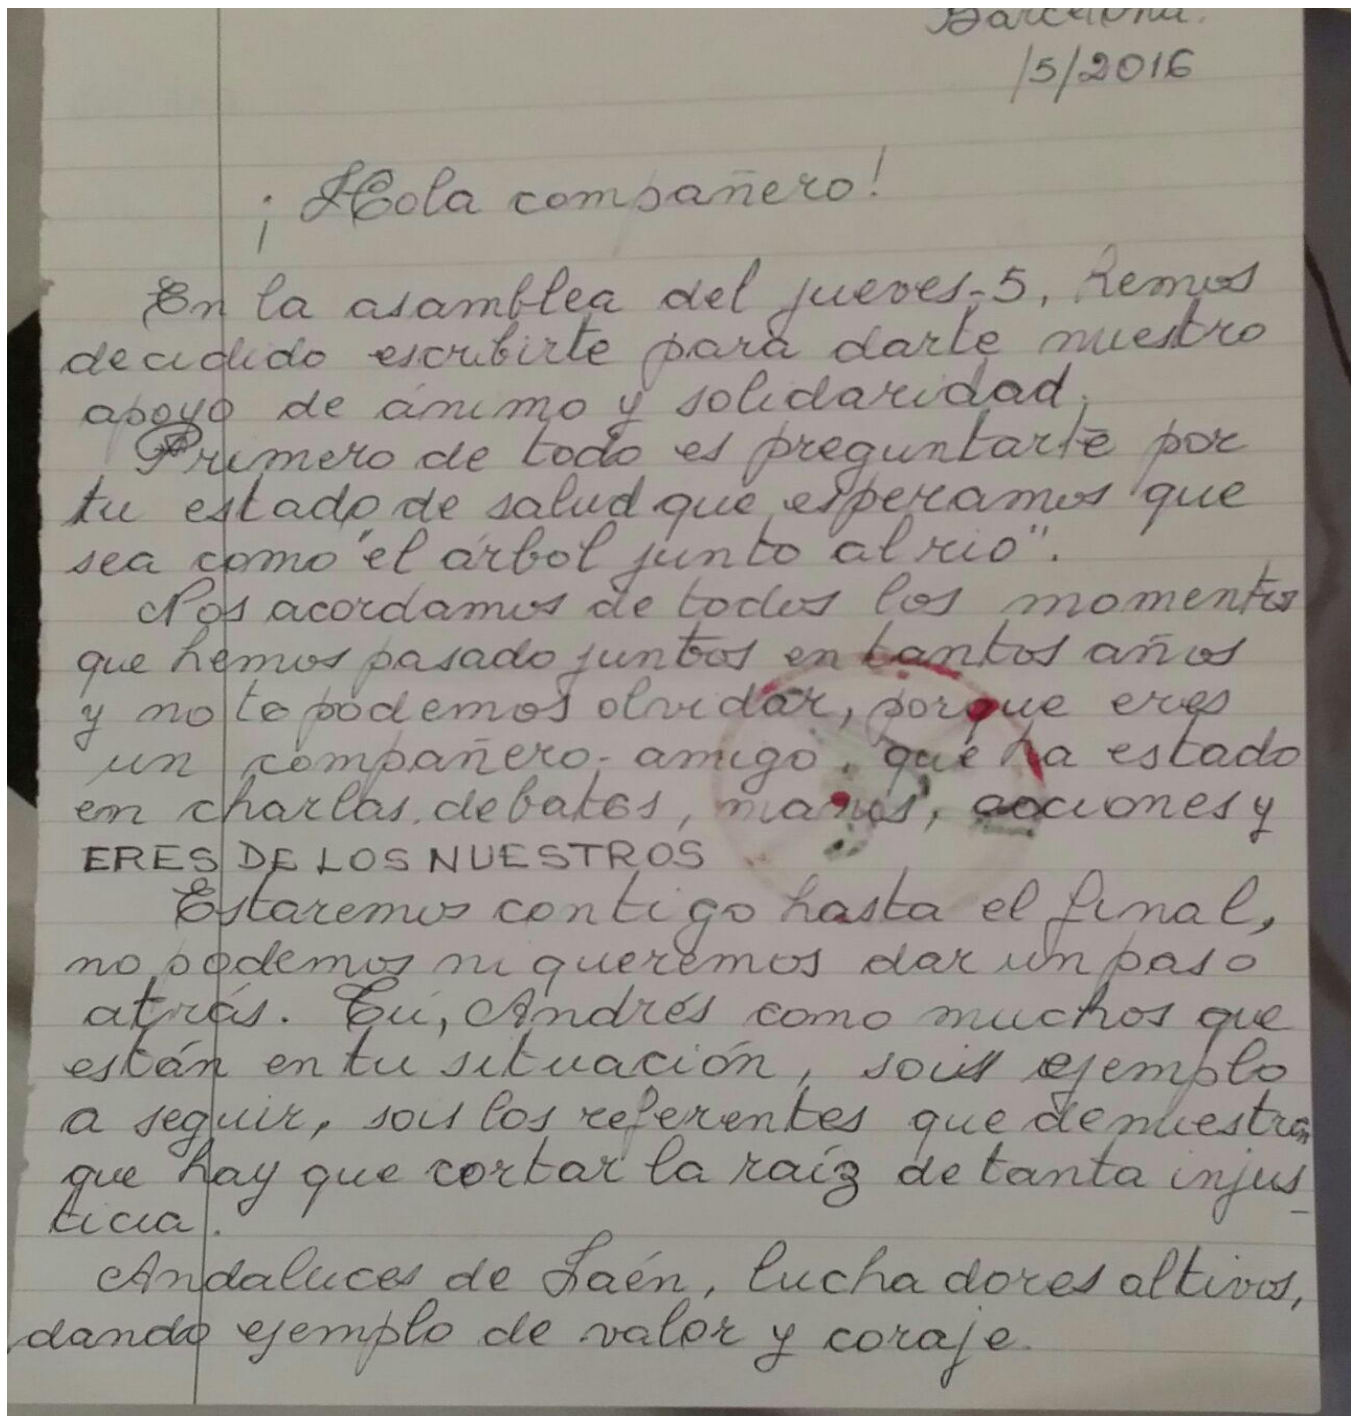 Barcelona.
/5/2016
¡Hola compañero!
En la asamblea del jueves-5, hemos
decidido escribirte para darte nuestro
apoyo de ánimo y solidaridad.
Primero de todo es preguntarte por
tu estado de salud que esperamos que
sea como "el árbol junto al rio".
Nos acordamos de todos los momentos
que hemos pasado juntos en tantos años
y no te podemos olvidar, porque eres
un compañero-amigo, que ha estado
en charlas, debates, manos, acciones y
ERES DE LOS NUESTROS
Estaremos contigo hasta el final,
no podemos ni queremos dar un paso
atrás. Tú, Andrés como muchos que
están en tu situación, sois ejemplo
a seguir, sois los referentes que demuestran
que hay que cortar la raíz de tanta injus_
ticia.
Andaluces de Jaén, luchadores altivos,
dando ejemplo de valor y coraje.